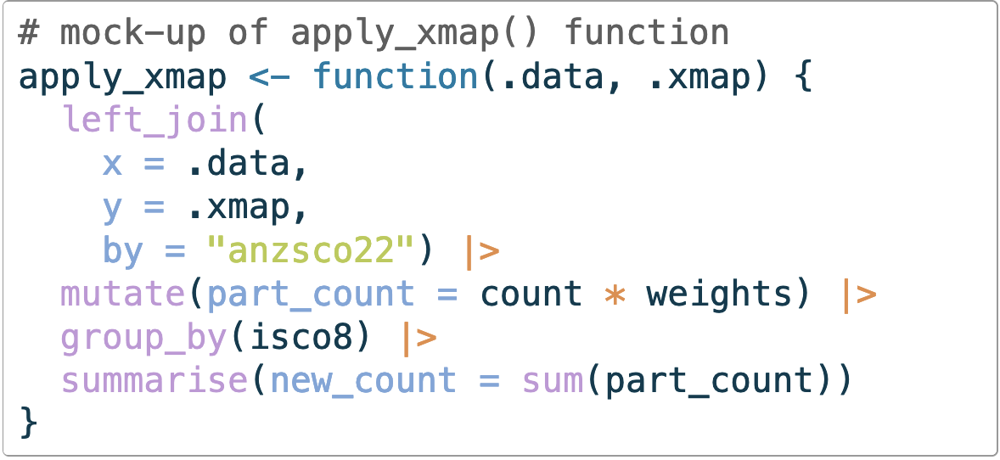 # mock-up of apply_xmap() function
apply_xmap <- function(.data, .xmap) {
  left_join(
    x = .data,
    y = .xmap,
    by = "anzsco22") |>
  mutate(part_count = count * weights) |>
  group_by(isco8) |>
  summarise(new_count = sum(part_count))
}